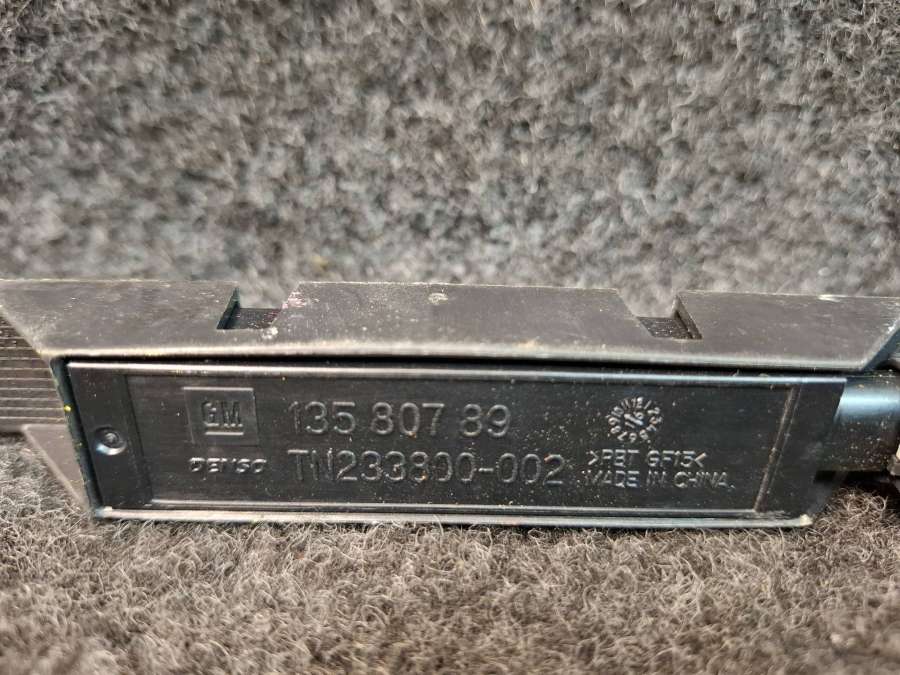 GM 135 807 89
DENSO TN233800-002
>PBT GF15<
MADE IN CHINA